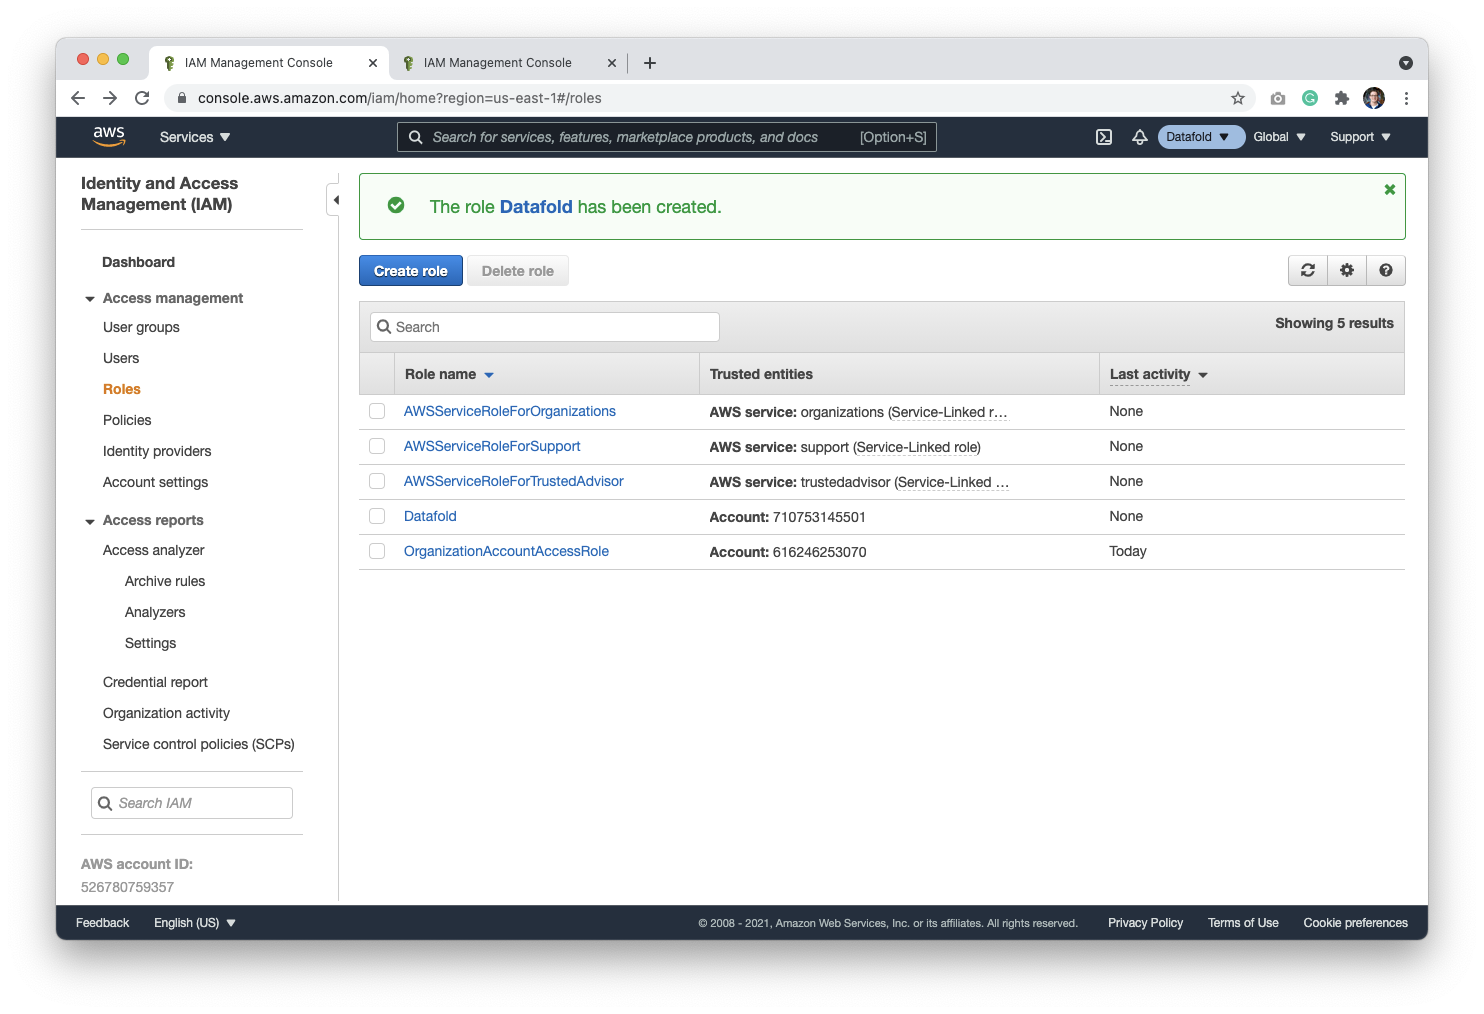 IAM Management Console
IAM Management Console
console.aws.amazon.com/iam/home?region=us-east-1#/roles
aws
Services
Search for services, features, marketplace products, and docs [Option+S]
Datafold
Global
Support
Identity and Access
Management (IAM)
Dashboard
Access management
User groups
Users
Roles
Policies
Identity providers
Account settings
Access reports
Access analyzer
Archive rules
Analyzers
Settings
Credential report
Organization activity
Service control policies (SCPs)
Search IAM
AWS account ID:
526780759357
The role Datafold has been created.
Create role
Delete role
Search
Showing 5 results
Role name Trusted entities Last activity
AWSServiceRoleForOrganizations AWS service: organizations (Service-Linked r… None
AWSServiceRoleForSupport AWS service: support (Service-Linked role) None
AWSServiceRoleForTrustedAdvisor AWS service: trustedadvisor (Service-Linked … None
Datafold Account: 710753145501 None
OrganizationAccountAccessRole Account: 616246253070 Today
Feedback
English (US)
© 2008 - 2021, Amazon Web Services, Inc. or its affiliates. All rights reserved.
Privacy Policy
Terms of Use
Cookie preferences